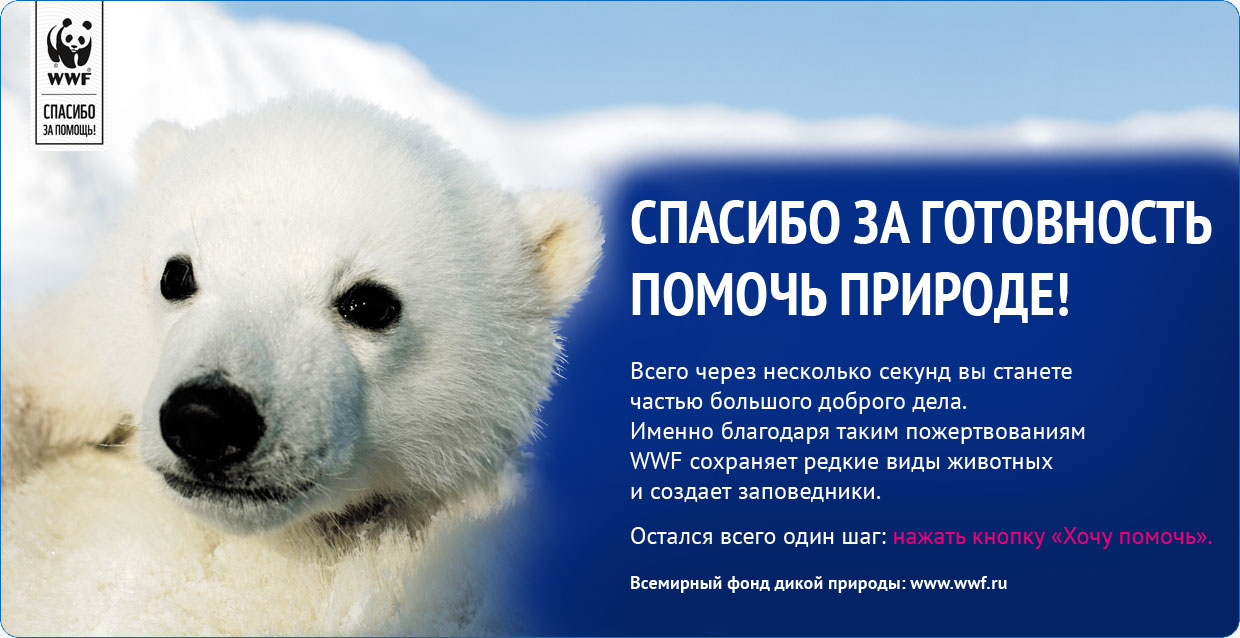 WWF
СПАСИБО
ЗА ПОМОЩЬ!
СПАСИБО ЗА ГОТОВНОСТЬ
ПОМОЧЬ ПРИРОДЕ!
Всего через несколько секунд вы станете
частью большого доброго дела.
Именно благодаря таким пожертвованиям
WWF сохраняет редкие виды животных
и создает заповедники.
Остался всего один шаг: нажать кнопку «Хочу помочь».
Всемирный фонд дикой природы: www.wwf.ru